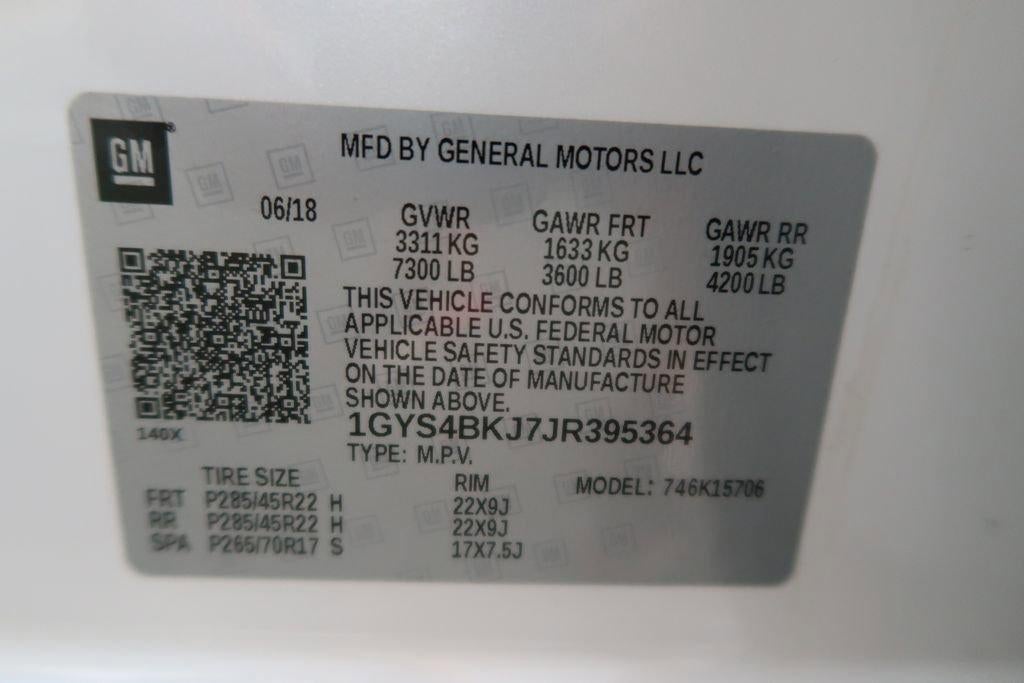 GM
MFD BY GENERAL MOTORS LLC
06/18
GVWR GAWR FRT GAWR RR
3311 KG 1633 KG 1905 KG
7300 LB 3600 LB 4200 LB
THIS VEHICLE CONFORMS TO ALL
APPLICABLE U.S. FEDERAL MOTOR
VEHICLE SAFETY STANDARDS IN EFFECT
ON THE DATE OF MANUFACTURE
SHOWN ABOVE.
140X
1GYS4BKJ7JR395364
TYPE: M.P.V.
TIRE SIZE RIM MODEL: 746K15706
FRT P285/45R22 H 22X9J
RR P285/45R22 H 22X9J
SPA P265/70R17 S 17X7.5J